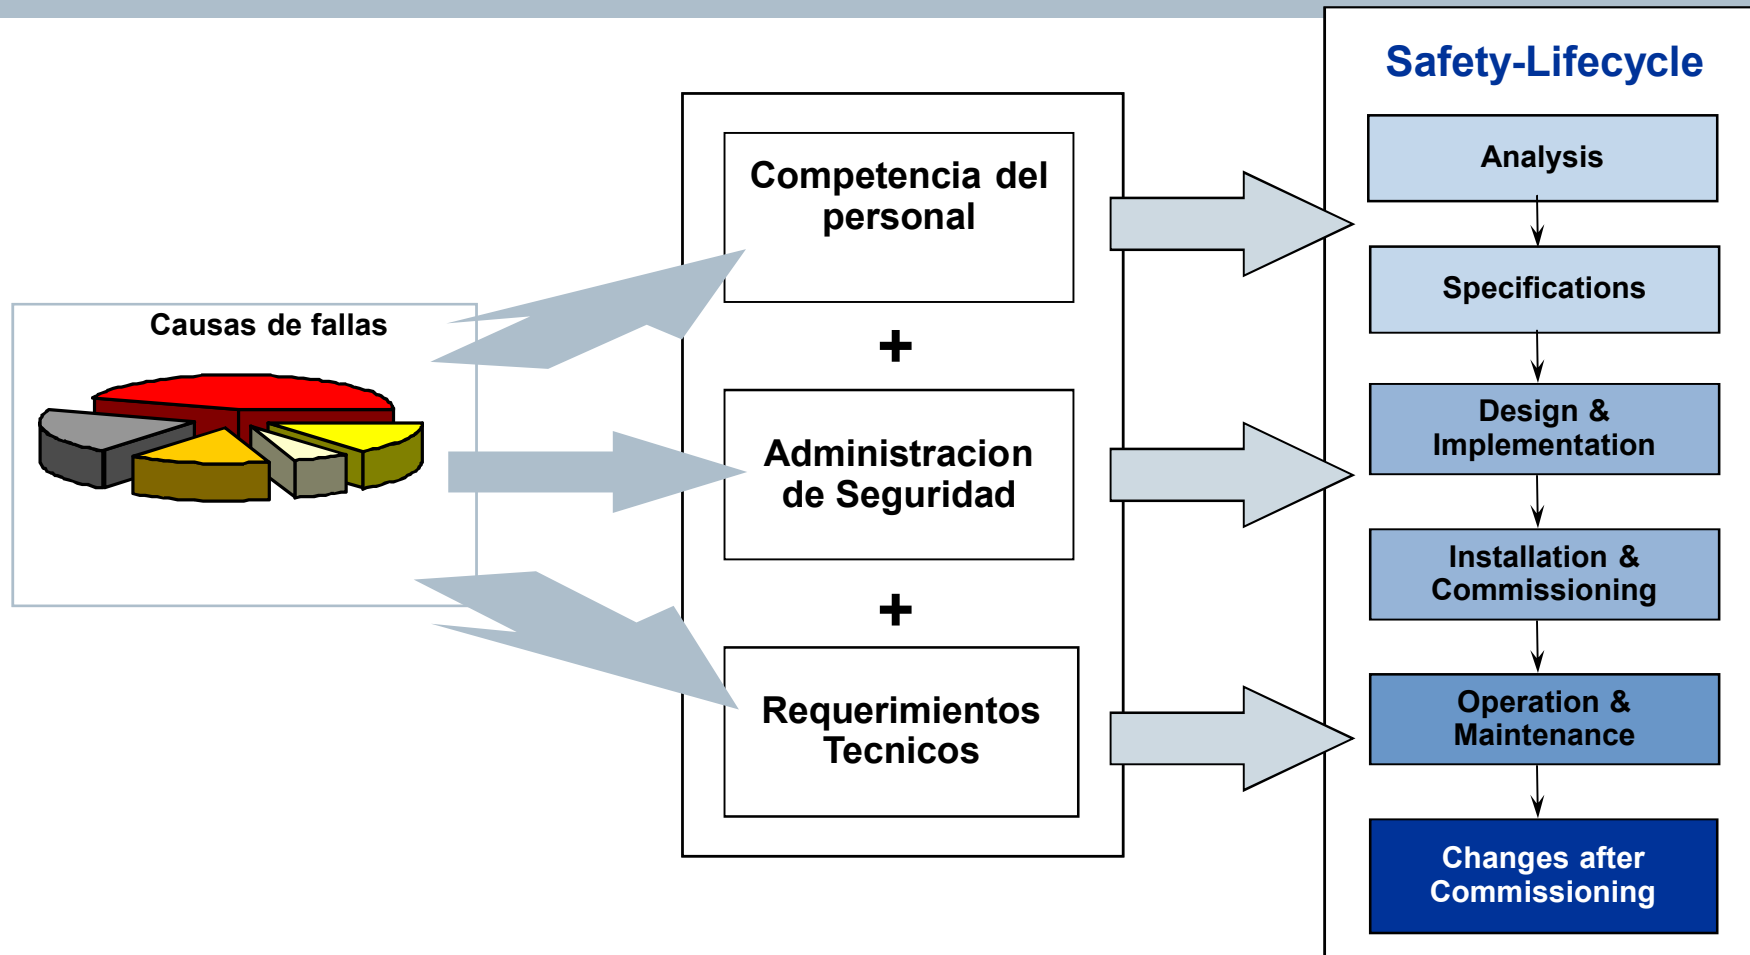 Causas de fallas
Competencia del
personal
+
Administracion
de Seguridad
+
Requerimientos
Tecnicos
Safety-Lifecycle
Analysis
Specifications
Design &
Implementation
Installation &
Commissioning
Operation &
Maintenance
Changes after
Commissioning